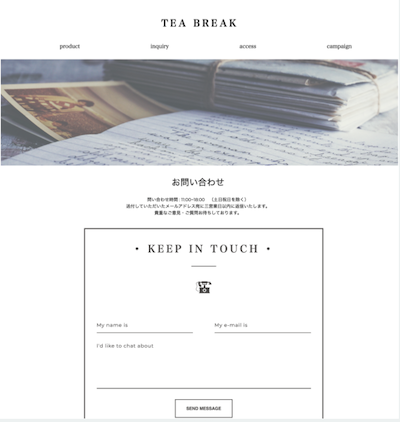 TEA BREAK
product inquiry access campaign
お問い合わせ
問い合わせ時間 : 11:00~18:00 (土日祝日を除く)
送付していただいたメールアドレス宛に三営業日以内に返信いたします。
貴重なご意見・ご質問お待ちしております。
• KEEP IN TOUCH •
My name is My e-mail is
I'd like to chat about
SEND MESSAGE